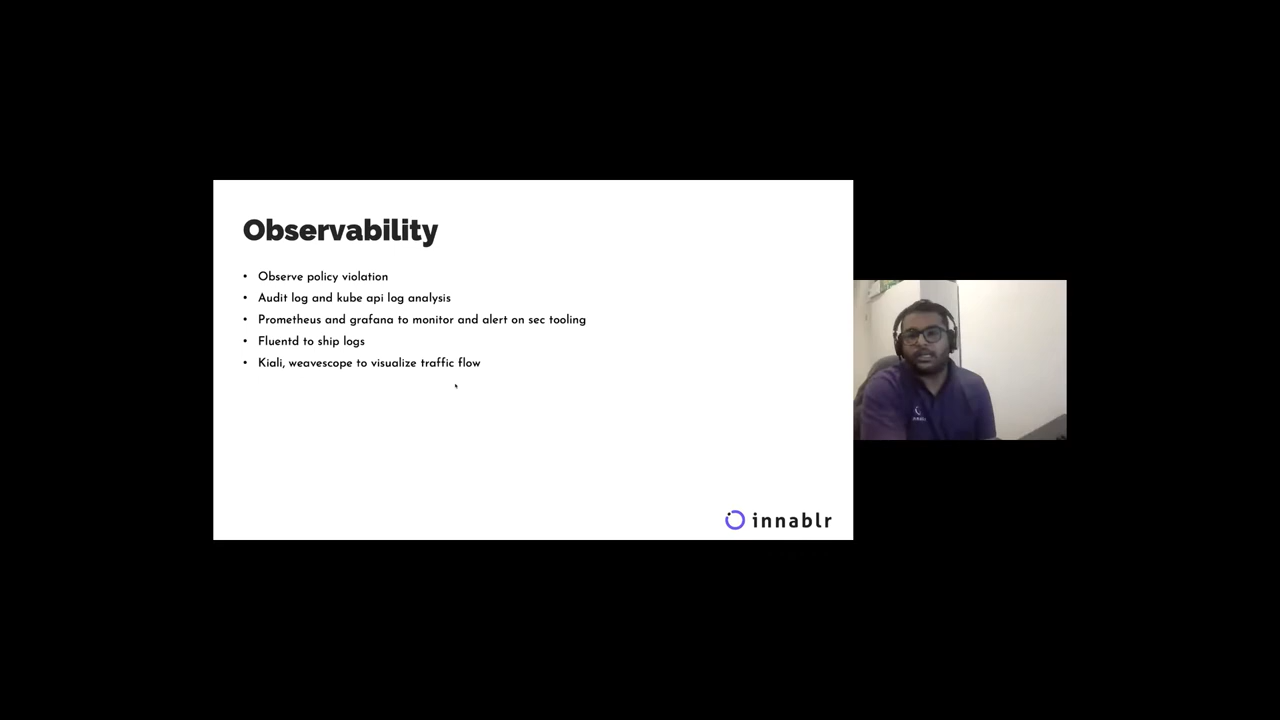 Observability
• Observe policy violation
• Audit log and kube api log analysis
• Prometheus and grafana to monitor and alert on sec tooling
• Fluentd to ship logs
• Kiali, weavescope to visualize traffic flow
innablr